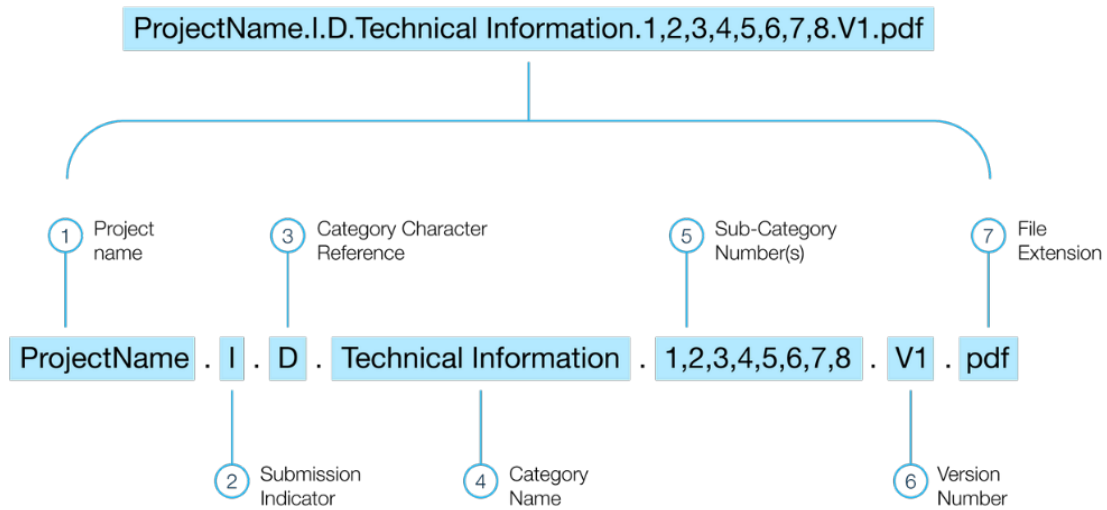 ProjectName.I.D.Technical Information.1,2,3,4,5,6,7,8.V1.pdf
1 Project
name
3 Category Character
Reference
5 Sub-Category
Number(s)
7 File
Extension
ProjectName . I . D . Technical Information . 1,2,3,4,5,6,7,8 . V1 . pdf
2 Submission
Indicator
4 Category
Name
6 Version
Number